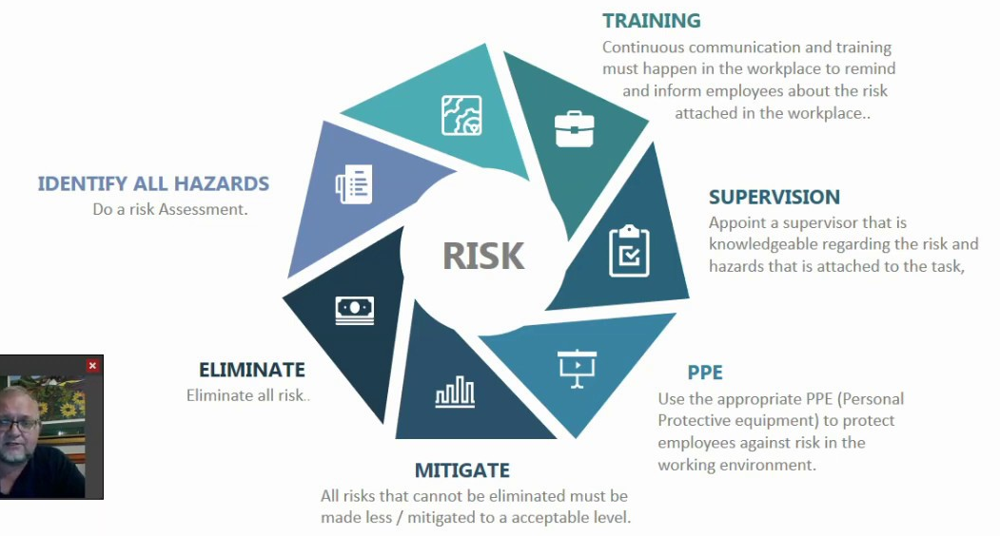 TRAINING
Continuous communication and training
must happen in the workplace to remind
and inform employees about the risk
attached in the workplace..
IDENTIFY ALL HAZARDS
Do a risk Assessment.
SUPERVISION
Appoint a supervisor that is
knowledgeable regarding the risk and
hazards that is attached to the task,
RISK
ELIMINATE
Eliminate all risk..
PPE
Use the appropriate PPE (Personal
Protective equipment) to protect
employees against risk in the
working environment.
MITIGATE
All risks that cannot be eliminated must be
made less / mitigated to a acceptable level.